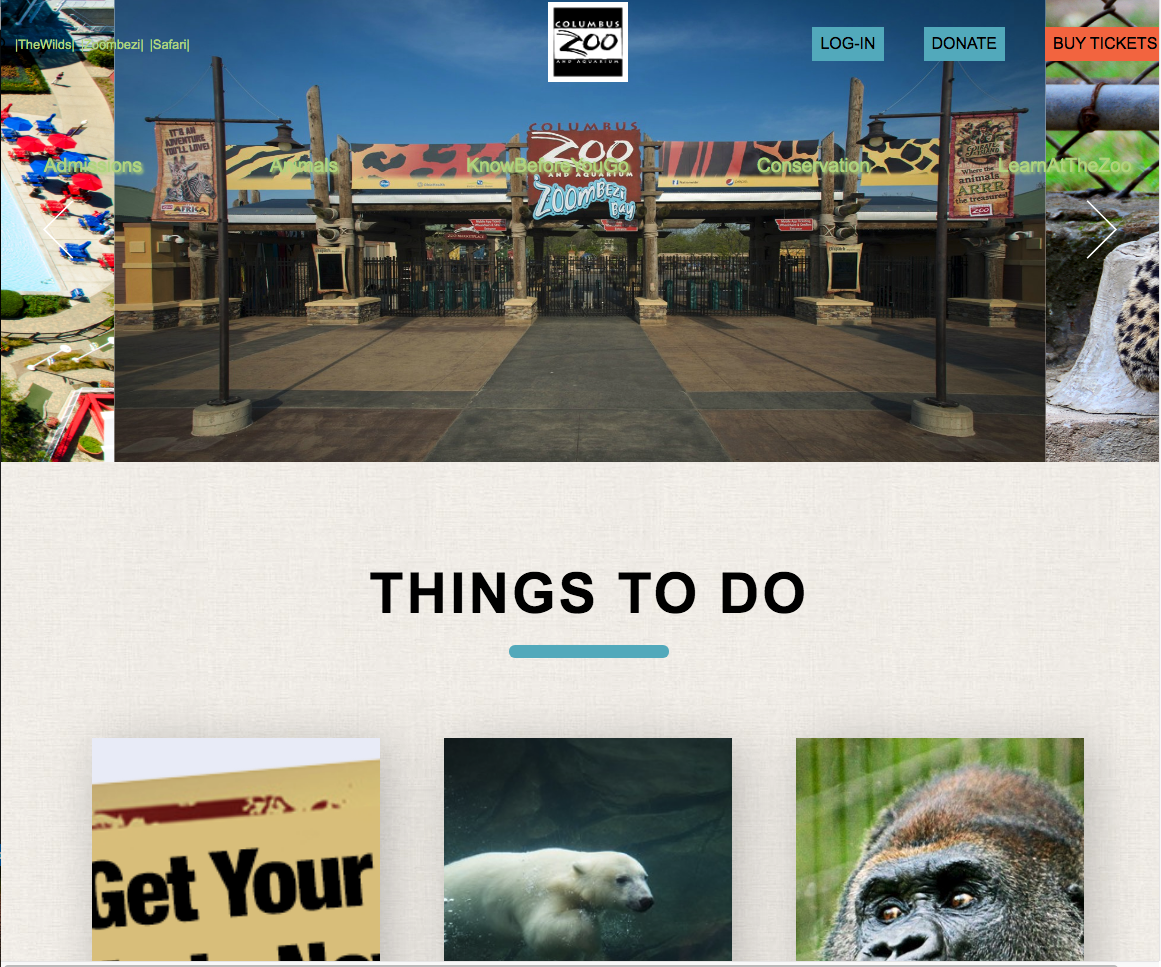 |TheWilds| |Zoombezi| |Safari|
COLUMBUS
ZOO
AND AQUARIUM
LOG-IN
DONATE
BUY TICKETS
Admissions
Animals
KnowBeforeYouGo
Conservation
LearnAtTheZoo
IT'S AN
ADVENTURE
YOU'LL LOVE!
AFRICA
COLUMBUS
ZOO
AND AQUARIUM
ZOOMBEZI
Bay
Where the
animals
ARRR
the treasures!
ZOO
THINGS TO DO
Get Your